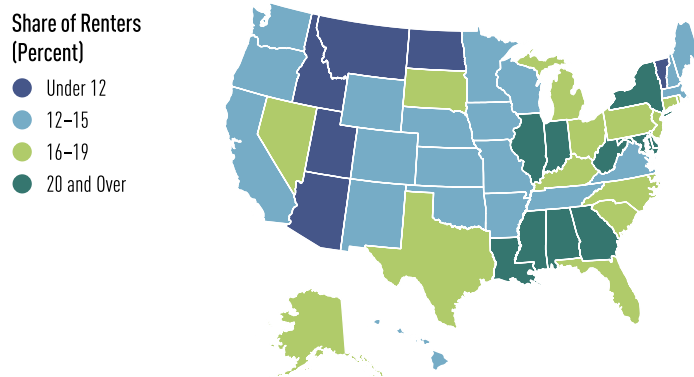 Share of Renters
(Percent)
Under 12
12–15
16–19
20 and Over